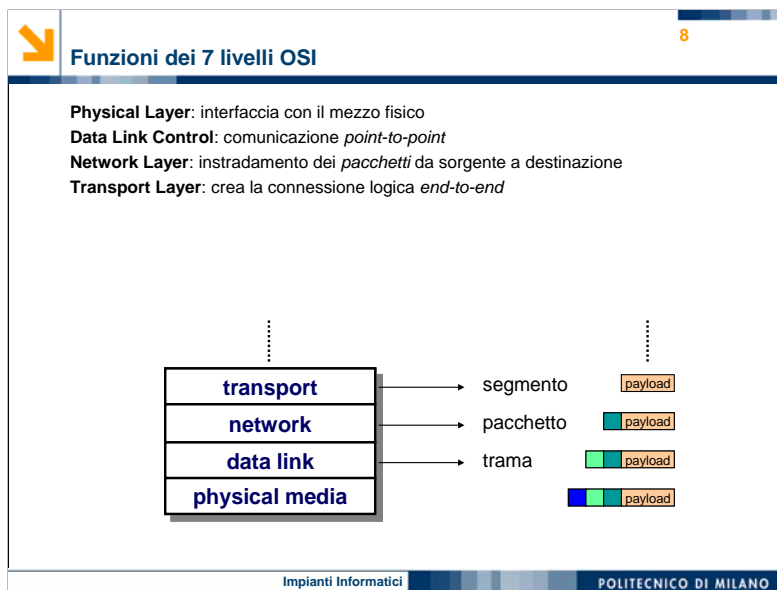 8
Funzioni dei 7 livelli OSI
Physical Layer: interfaccia con il mezzo fisico
Data Link Control: comunicazione point-to-point
Network Layer: instradamento dei pacchetti da sorgente a destinazione
Transport Layer: crea la connessione logica end-to-end
transport segmento payload
network pacchetto payload
data link trama payload
physical media payload
Impianti Informatici POLITECNICO DI MILANO